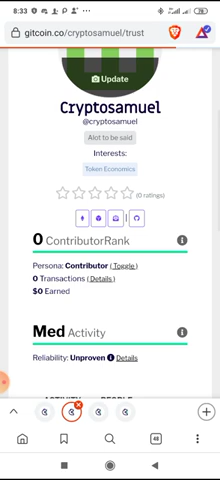 8:33
gitcoin.co/cryptosamuel/trust
Update
Cryptosamuel
@cryptosamuel
Alot to be said
Interests:
Token Economics
(0 ratings)
0 ContributorRank
Persona: Contributor (Toggle)
0 Transactions (Details)
$0 Earned
Med Activity
Reliability: Unproven Details
48